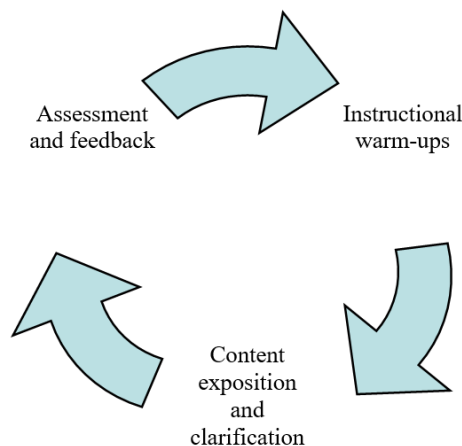 Assessment
and feedback
Instructional
warm-ups
Content
exposition
and
clarification